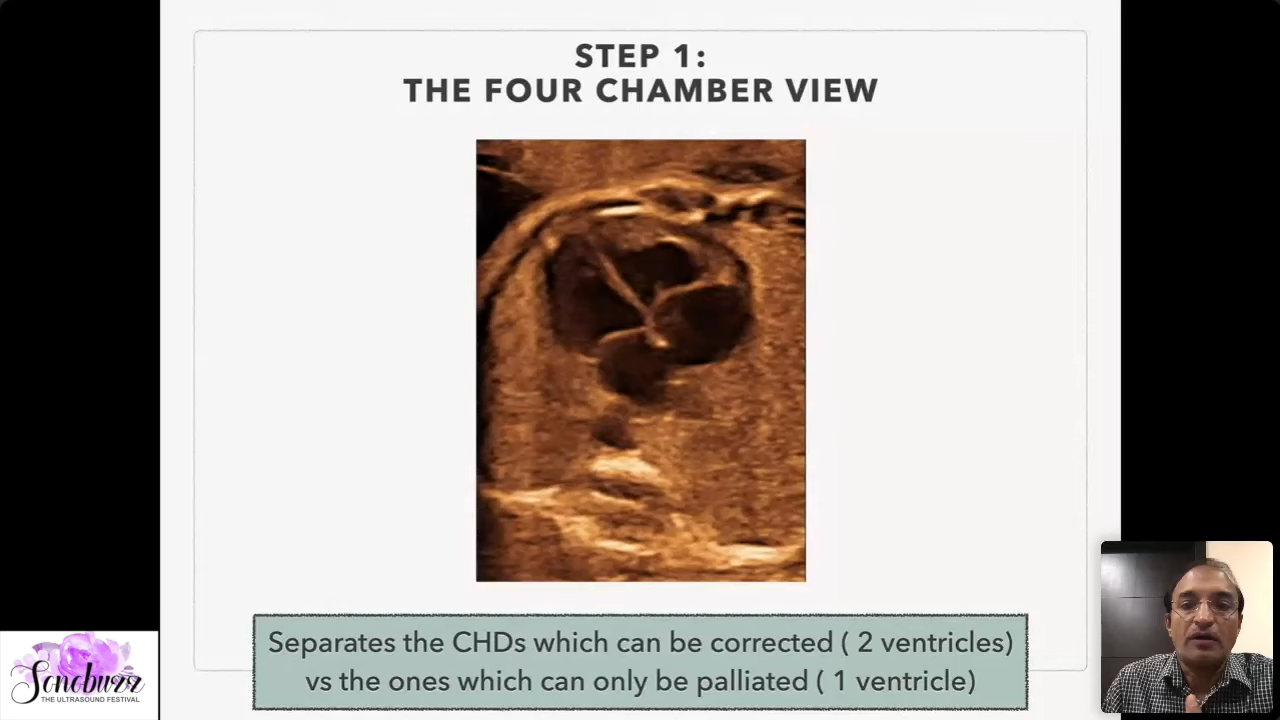 STEP 1:
THE FOUR CHAMBER VIEW
Separates the CHDs which can be corrected ( 2 ventricles)
vs the ones which can only be palliated ( 1 ventricle)
Sonobuzz
THE ULTRASOUND FESTIVAL